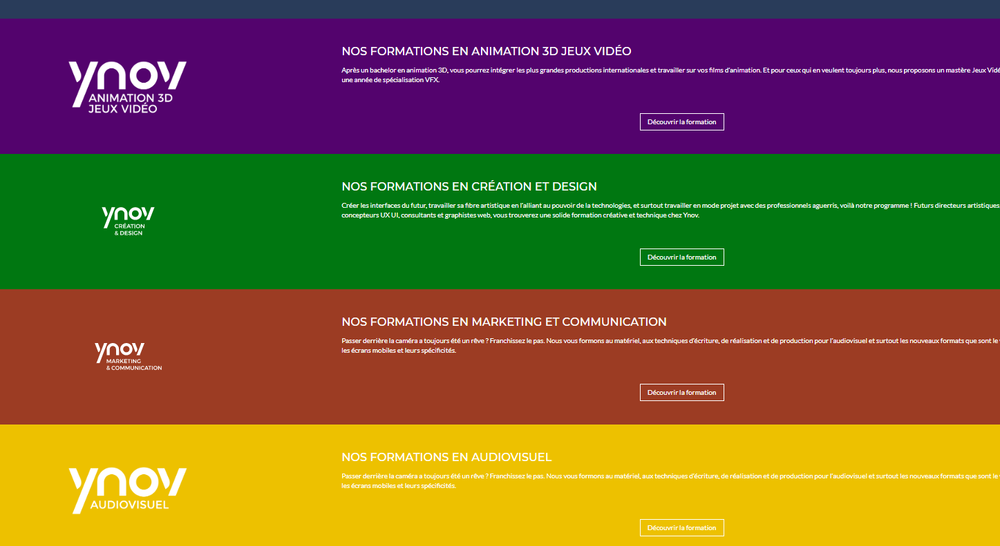 ynov
ANIMATION 3D
JEUX VIDÉO
NOS FORMATIONS EN ANIMATION 3D JEUX VIDÉO
Après un bachelor en animation 3D, vous pourrez intégrer les plus grandes productions internationales et travailler sur vos films d'animation. Et pour ceux qui en veulent toujours plus, nous proposons un mastère Jeux Vidé
une année de spécialisation VFX.
Découvrir la formation
ynov
CRÉATION
& DESIGN
NOS FORMATIONS EN CRÉATION ET DESIGN
Créer les interfaces du futur, travailler sa fibre artistique en l'alliant au pouvoir de la technologies, et surtout travailler en mode projet avec des professionnels aguerris, voilà notre programme ! Futurs directeurs artistiques
concepteurs UX UI, consultants et graphistes web, vous trouverez une solide formation créative et technique chez Ynov.
Découvrir la formation
ynov
MARKETING
& COMMUNICATION
NOS FORMATIONS EN MARKETING ET COMMUNICATION
Passer derrière la caméra a toujours été un rêve ? Franchissez le pas. Nous vous formons au matériel, aux techniques d'écriture, de réalisation et de production pour l'audiovisuel et surtout les nouveaux formats que sont le
les écrans mobiles et leurs spécificités.
Découvrir la formation
ynov
AUDIOVISUEL
NOS FORMATIONS EN AUDIOVISUEL
Passer derrière la caméra a toujours été un rêve ? Franchissez le pas. Nous vous formons au matériel, aux techniques d'écriture, de réalisation et de production pour l'audiovisuel et surtout les nouveaux formats que sont le
les écrans mobiles et leurs spécificités.
Découvrir la formation